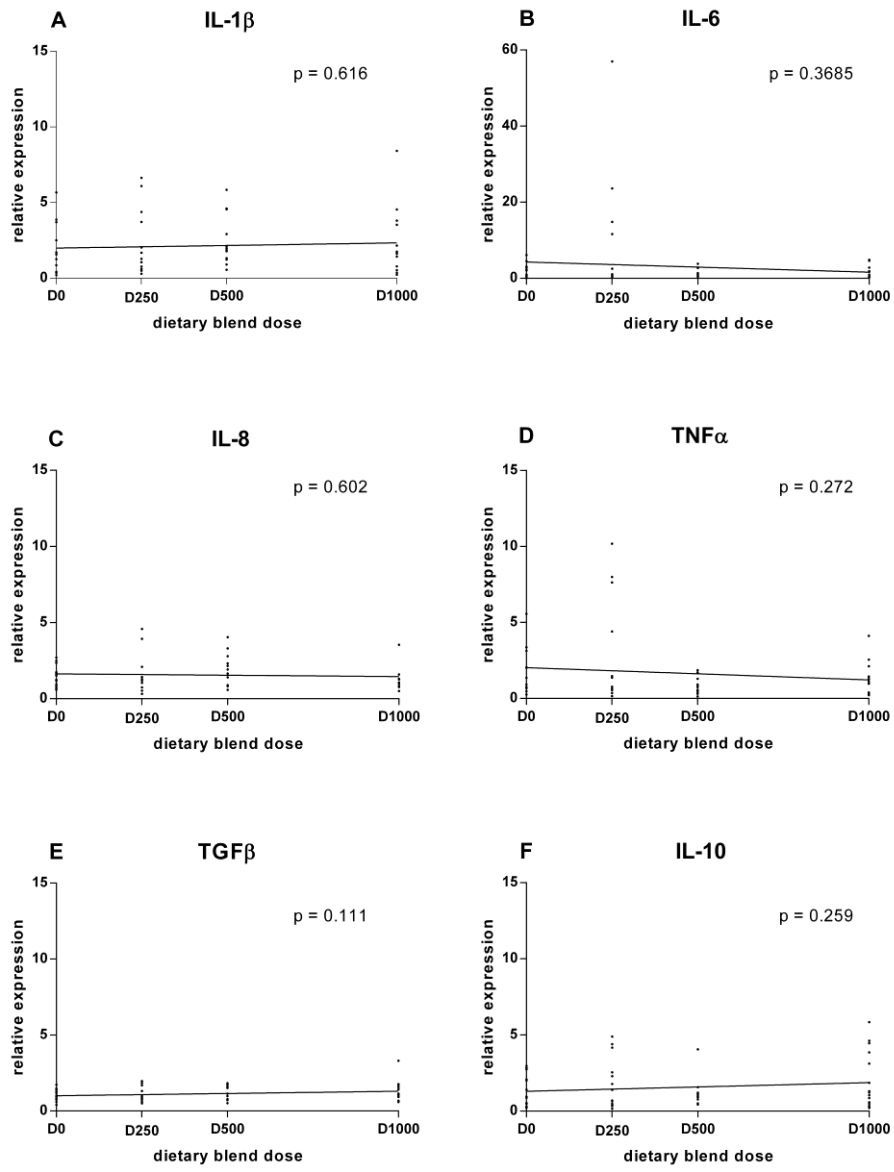 A IL-1β
15
10
5
0
relative expression
p = 0.616
D0 D250 D500 D1000
dietary blend dose
B IL-6
60
40
20
0
relative expression
p = 0.3685
D0 D250 D500 D1000
dietary blend dose
C IL-8
15
10
5
0
relative expression
p = 0.602
D0 D250 D500 D1000
dietary blend dose
D TNFα
15
10
5
0
relative expression
p = 0.272
D0 D250 D500 D1000
dietary blend dose
E TGFβ
15
10
5
0
relative expression
p = 0.111
D0 D250 D500 D1000
dietary blend dose
F IL-10
15
10
5
0
relative expression
p = 0.259
D0 D250 D500 D1000
dietary blend dose